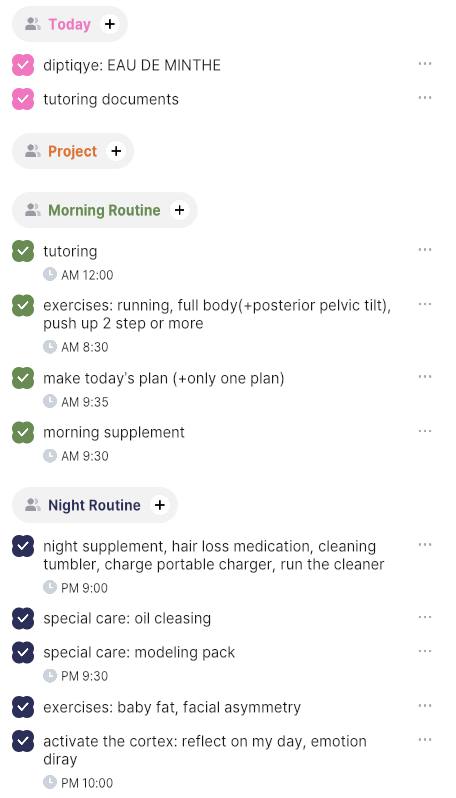 Today
diptiqye: EAU DE MINTHE
tutoring documents
Project
Morning Routine
tutoring
AM 12:00
exercises: running, full body(+posterior pelvic tilt),
push up 2 step or more
AM 8:30
make today's plan (+only one plan)
AM 9:35
morning supplement
AM 9:30
Night Routine
night supplement, hair loss medication, cleaning
tumbler, charge portable charger, run the cleaner
PM 9:00
special care: oil cleasing
special care: modeling pack
PM 9:30
exercises: baby fat, facial asymmetry
activate the cortex: reflect on my day, emotion
diray
PM 10:00